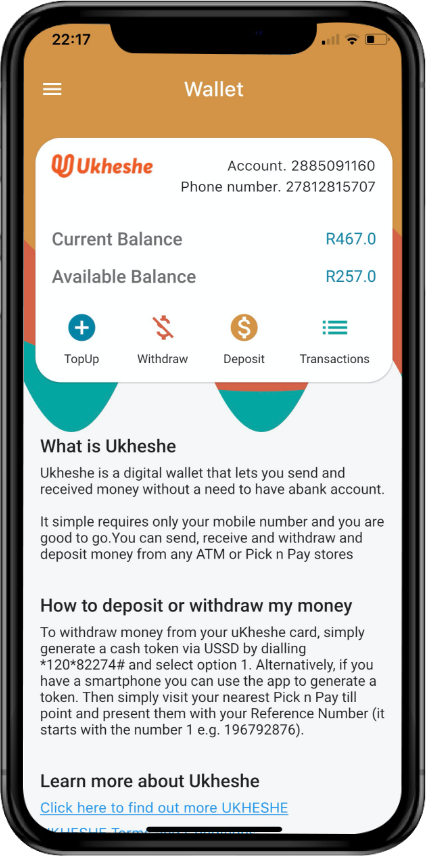 22:17
Wallet
Ukheshe
Account. 2885091160
Phone number. 27812815707
Current Balance R467.0
Available Balance R257.0
TopUp Withdraw Deposit Transactions
What is Ukheshe
Ukheshe is a digital wallet that lets you send and
received money without a need to have abank account.
It simple requires only your mobile number and you are
good to go.You can send, receive and withdraw and
deposit money from any ATM or Pick n Pay stores
How to deposit or withdraw my money
To withdraw money from your uKheshe card, simply
generate a cash token via USSD by dialling
*120*82274# and select option 1. Alternatively, if you
have a smartphone you can use the app to generate a
token. Then simply visit your nearest Pick n Pay till
point and present them with your Reference Number (it
starts with the number 1 e.g. 196792876).
Learn more about Ukheshe
Click here to find out more UKHESHE
UKHESHE